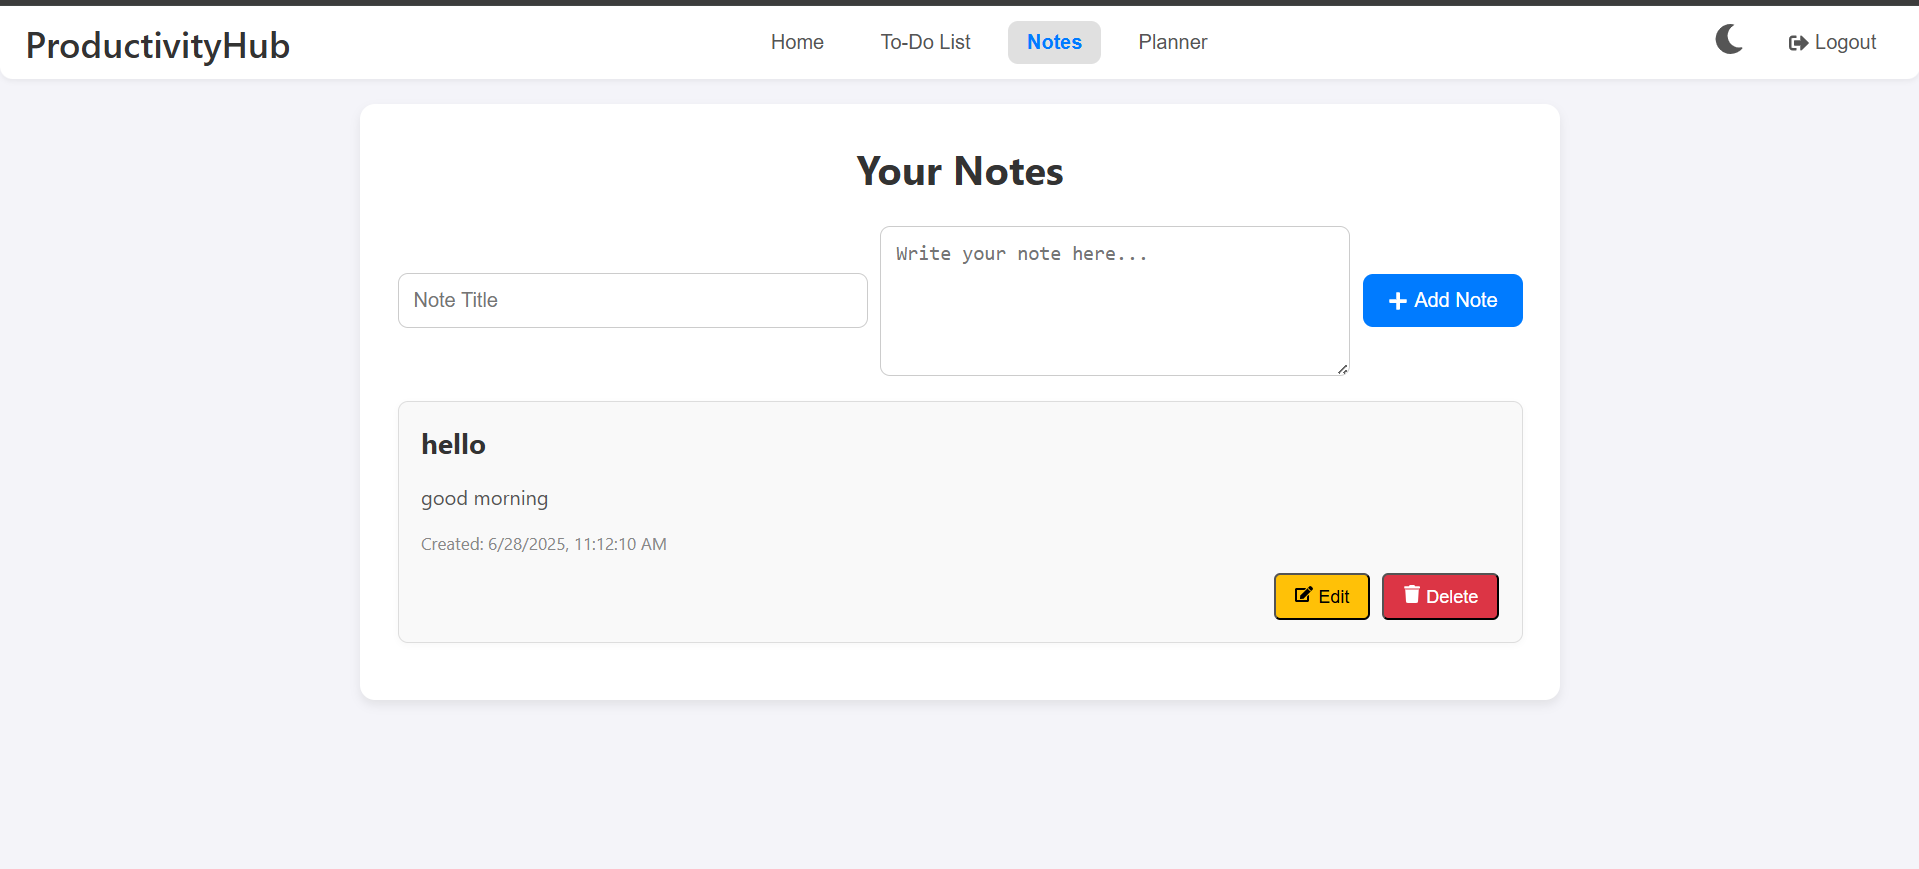 ProductivityHub
Home
To-Do List
Notes
Planner
Logout
Your Notes
Note Title
Write your note here...
Add Note
hello
good morning
Created: 6/28/2025, 11:12:10 AM
Edit
Delete